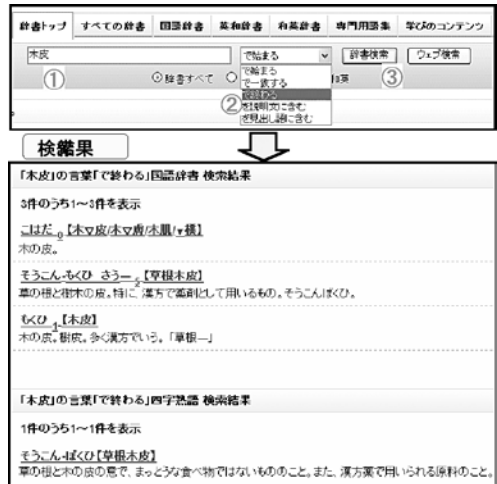 辞書トップ すべての辞書 国語辞書 英和辞書 和英辞書 専門用語集 学びのコンテンツ
木皮 で始まる 辞書検索 ウェブ検索
① ◎辞書すべて ○ ③
で始まる
で一致する
で終わる
②を説明文に含む
を見出し語に含む
検索結果
「木皮」の言葉「で終わる」国語辞書 検索結果
3件のうち1~3件を表示
こはだ 0【木▽皮/木▽膚/木肌/▼樸】
木の皮。
そうこん-もくひ さうー 5【草根木皮】
草の根と樹木の皮。特に、漢方で薬剤として用いるもの。そうこんぼくひ。
もくひ 1【木皮】
木の皮。樹皮。多く漢方でいう。「草根―」
「木皮」の言葉「で終わる」四字熟語 検索結果
1件のうち1~1件を表示
そうこん-ぼくひ【草根木皮】
草の根と木の皮の意で、まっとうな食べ物ではないもののこと。また、漢方薬で用いられる原料のこと。